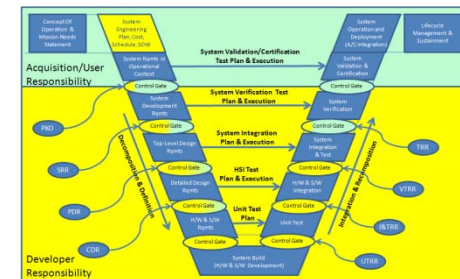 Concept Of
Operation &
Mission Needs
Statement
System
Engineering
Plan, Cost,
Schedule, SOW
System Operation
and Deployment
(A/C Integration)
Lifecycle
Management &
Sustainment
System Rqmts in
Operational
Context
System Validation/Certification
Test Plan & Execution
System
Validation &
Certification
Acquisition/User
Responsibility
Control Gate
Control Gate
System
Development
Rqmts
System Verification Test
Plan & Execution
System
Verification
PKO
Control Gate
Control Gate
TRR
Decomposition & Definition
Integration & Recomposition
Top-Level Design
Rqmts
System Integration
Plan & Execution
System
Integration
& Test
SRR
Control Gate
Control Gate
VTRR
Detailed Design
Rqmts
HSI Test
Plan & Execution
H/W & S/W
Integration
PDR
Control Gate
Control Gate
I&TRR
H/W & S/W
Rqmts
Unit Test
Plan
Unit Test
CDR
Control Gate
Control Gate
UTRR
System Build
(H/W & S/W Development)
Developer
Responsibility